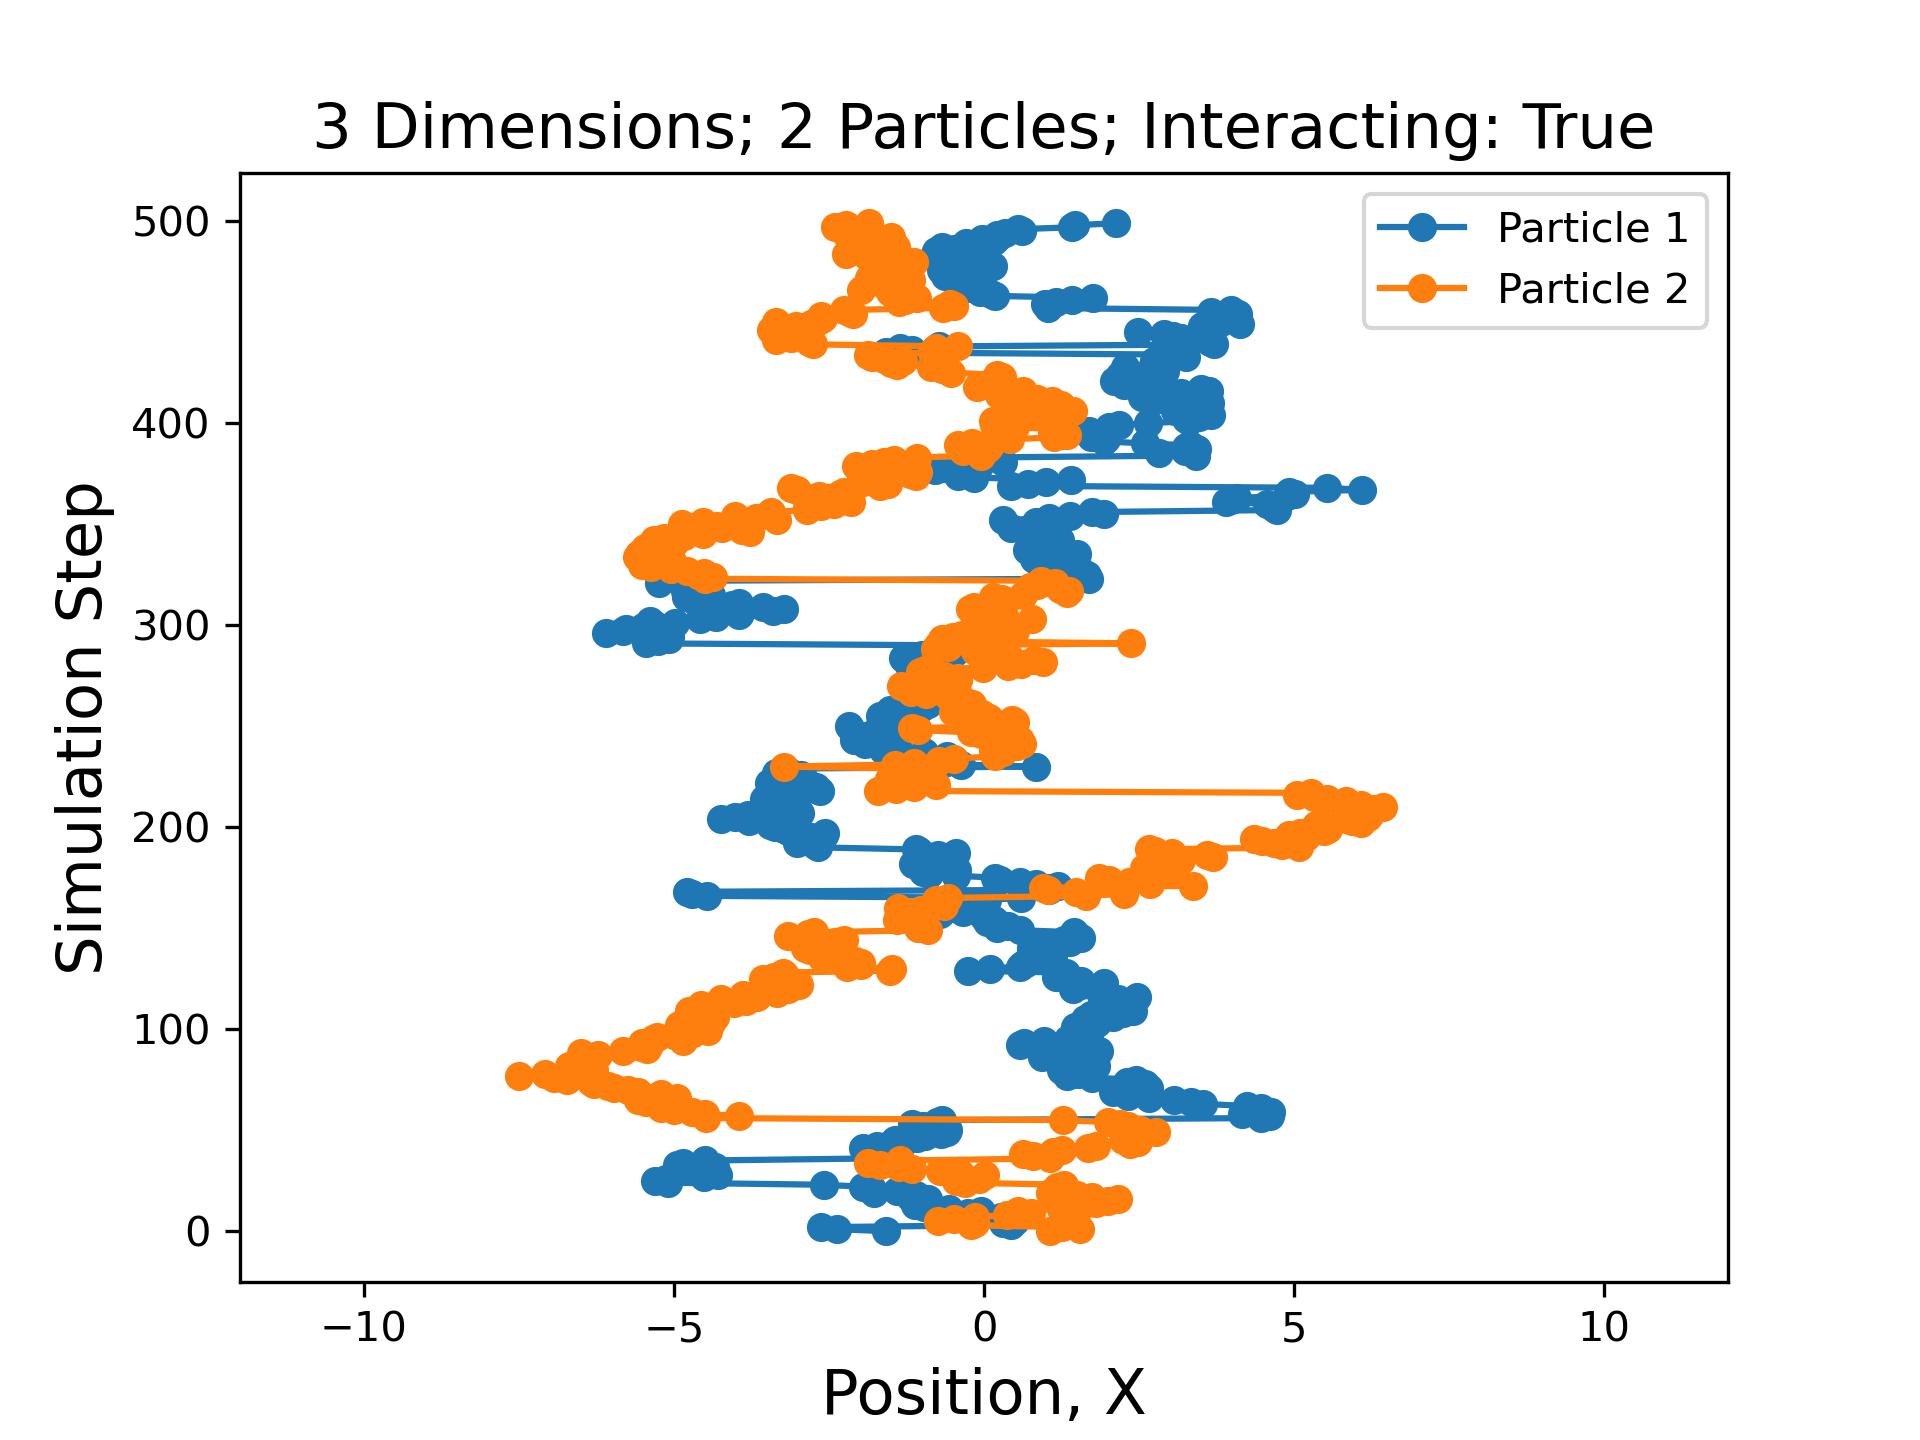 3 Dimensions; 2 Particles; Interacting: True
Particle 1
Particle 2
Simulation Step
500
400
300
200
100
0
−10
−5
0
5
10
Position, X